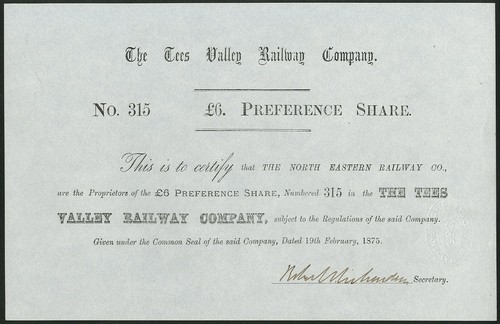 The Tees Valley Railway Company.
No. 315 £6. Preference Share.
This is to certify that THE NORTH EASTERN RAILWAY CO.,
are the Proprietors of the £6 Preference Share, Numbered 315 in the THE TEES
VALLEY RAILWAY COMPANY, subject to the Regulations of the said Company.
Given under the Common Seal of the said Company, Dated 19th February, 1875.
Secretary.